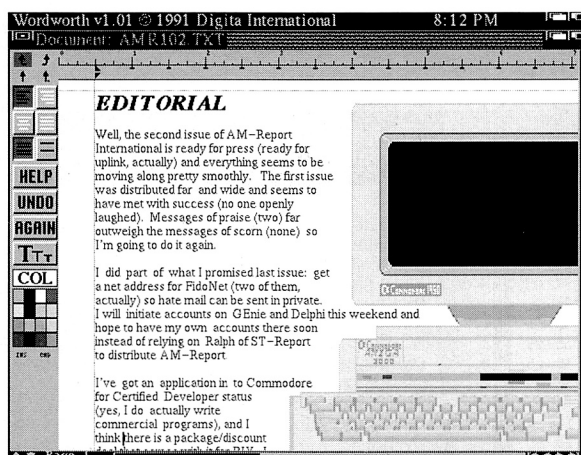 Wordworth v1.01 © 1991 Digita International 8:12 PM
Document: AMR102.TXT
EDITORIAL
Well, the second issue of AM-Report
International is ready for press (ready for
uplink, actually) and everything seems to be
moving along pretty smoothly. The first issue
was distributed far and wide and seems to
have met with success (no one openly
laughed). Messages of praise (two) far
outweigh the messages of scorn (none) so
I'm going to do it again.
I did part of what I promised last issue: get
a net address for FidoNet (two of them,
actually) so hate mail can be sent in private.
I will initiate accounts on GEnie and Delphi this weekend and
hope to have my own accounts there soon
instead of relying on Ralph of ST-Report
to distribute AM-Report
I've got an application in to Commodore
for Certified Developer status
(yes, I do actually write
commercial programs), and I
think there is a package/discount
HELP
UNDO
AGAIN
TTT
COL
INS OVR
Commodore
Commodore
AMIGA
Page 1